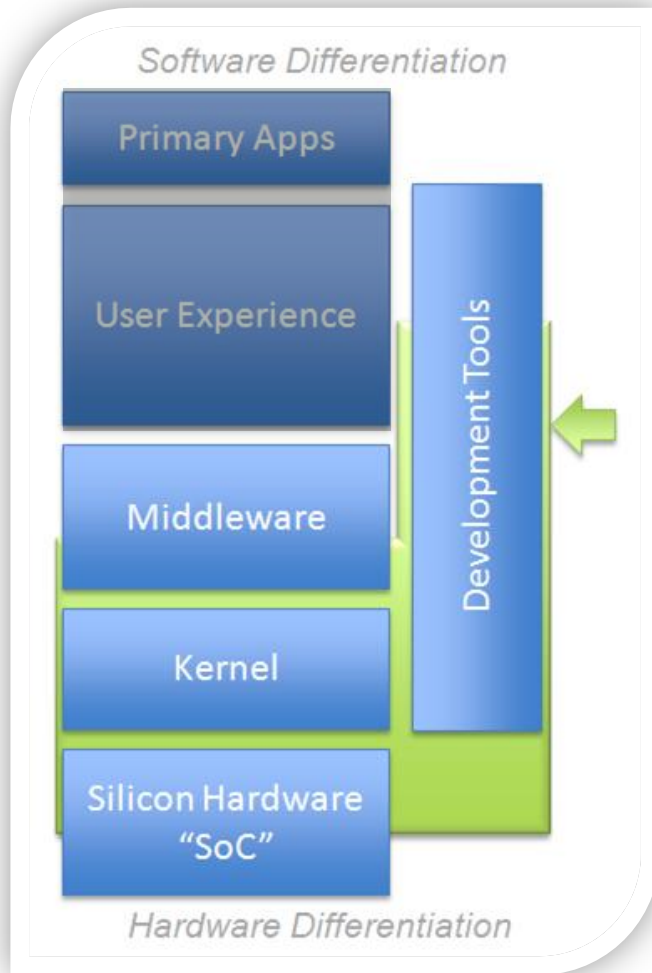 Software Differentiation
Primary Apps
User Experience
Development Tools
Middleware
Kernel
Silicon Hardware
“SoC”
Hardware Differentiation